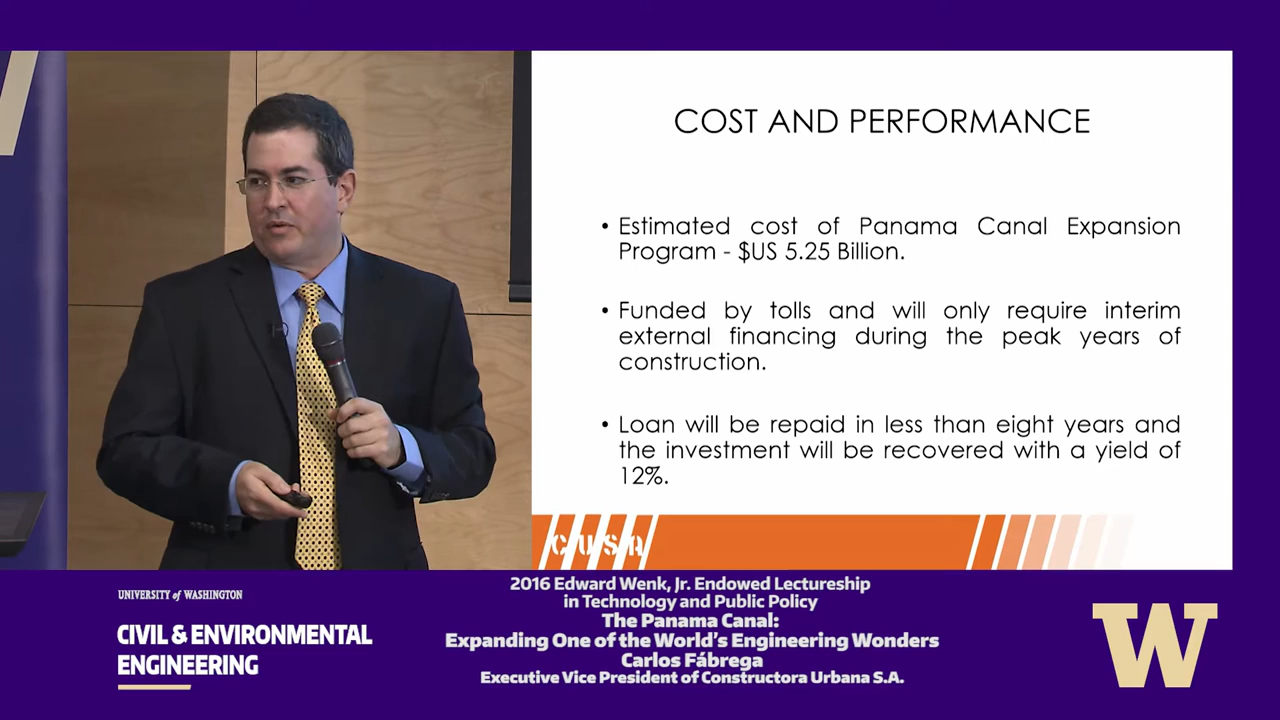 COST AND PERFORMANCE
• Estimated cost of Panama Canal Expansion
Program - $US 5.25 Billion.
• Funded by tolls and will only require interim
external financing during the peak years of
construction.
• Loan will be repaid in less than eight years and
the investment will be recovered with a yield of
12%.
CUSA
UNIVERSITY of WASHINGTON
CIVIL & ENVIRONMENTAL
ENGINEERING
2016 Edward Wenk, Jr. Endowed Lectureship
in Technology and Public Policy
The Panama Canal:
Expanding One of the World's Engineering Wonders
Carlos Fábrega
Executive Vice President of Constructora Urbana S.A.
W